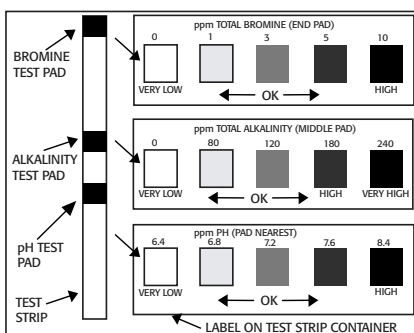 BROMINE
TEST PAD
ALKALINITY
TEST PAD
pH TEST
PAD
TEST
STRIP
ppm TOTAL BROMINE (END PAD)
0 1 3 5 10
VERY LOW OK HIGH
ppm TOTAL ALKALINITY (MIDDLE PAD)
0 80 120 180 240
VERY LOW OK HIGH VERY HIGH
ppm PH (PAD NEAREST)
6.4 6.8 7.2 7.6 8.4
VERY LOW OK HIGH
LABEL ON TEST STRIP CONTAINER